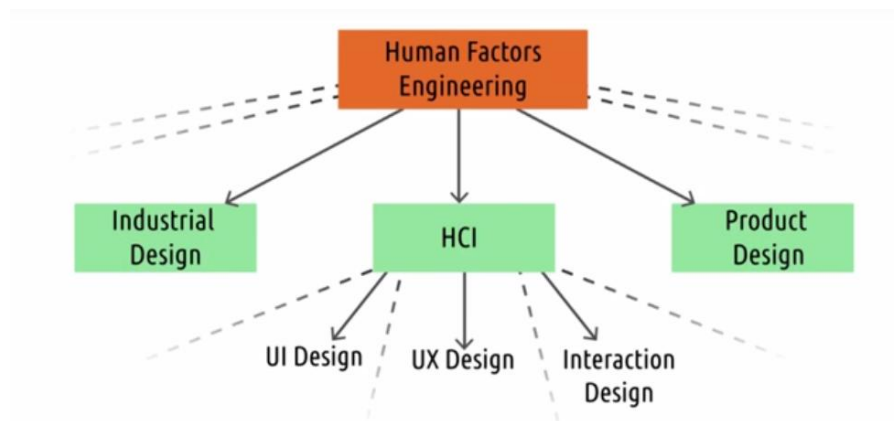 Human Factors
Engineering
Industrial
Design
HCI
Product
Design
UI Design
UX Design
Interaction
Design